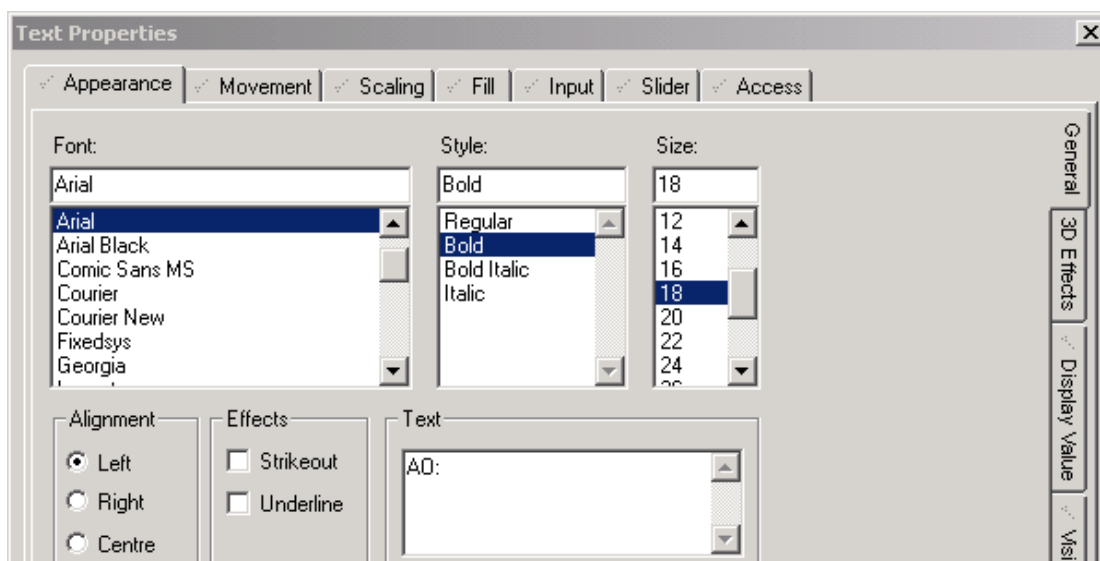 Text Properties
Appearance Movement Scaling Fill Input Slider Access
Font: Style: Size:
Arial Bold 18
Arial Regular 12
Arial Black Bold 14
Comic Sans MS Bold Italic 16
Courier Italic 18
Courier New 20
Fixedsys 22
Georgia 24
Alignment Effects Text
Left Strikeout AO:
Right Underline
Centre
General
3D Effects
Display Value
Visi